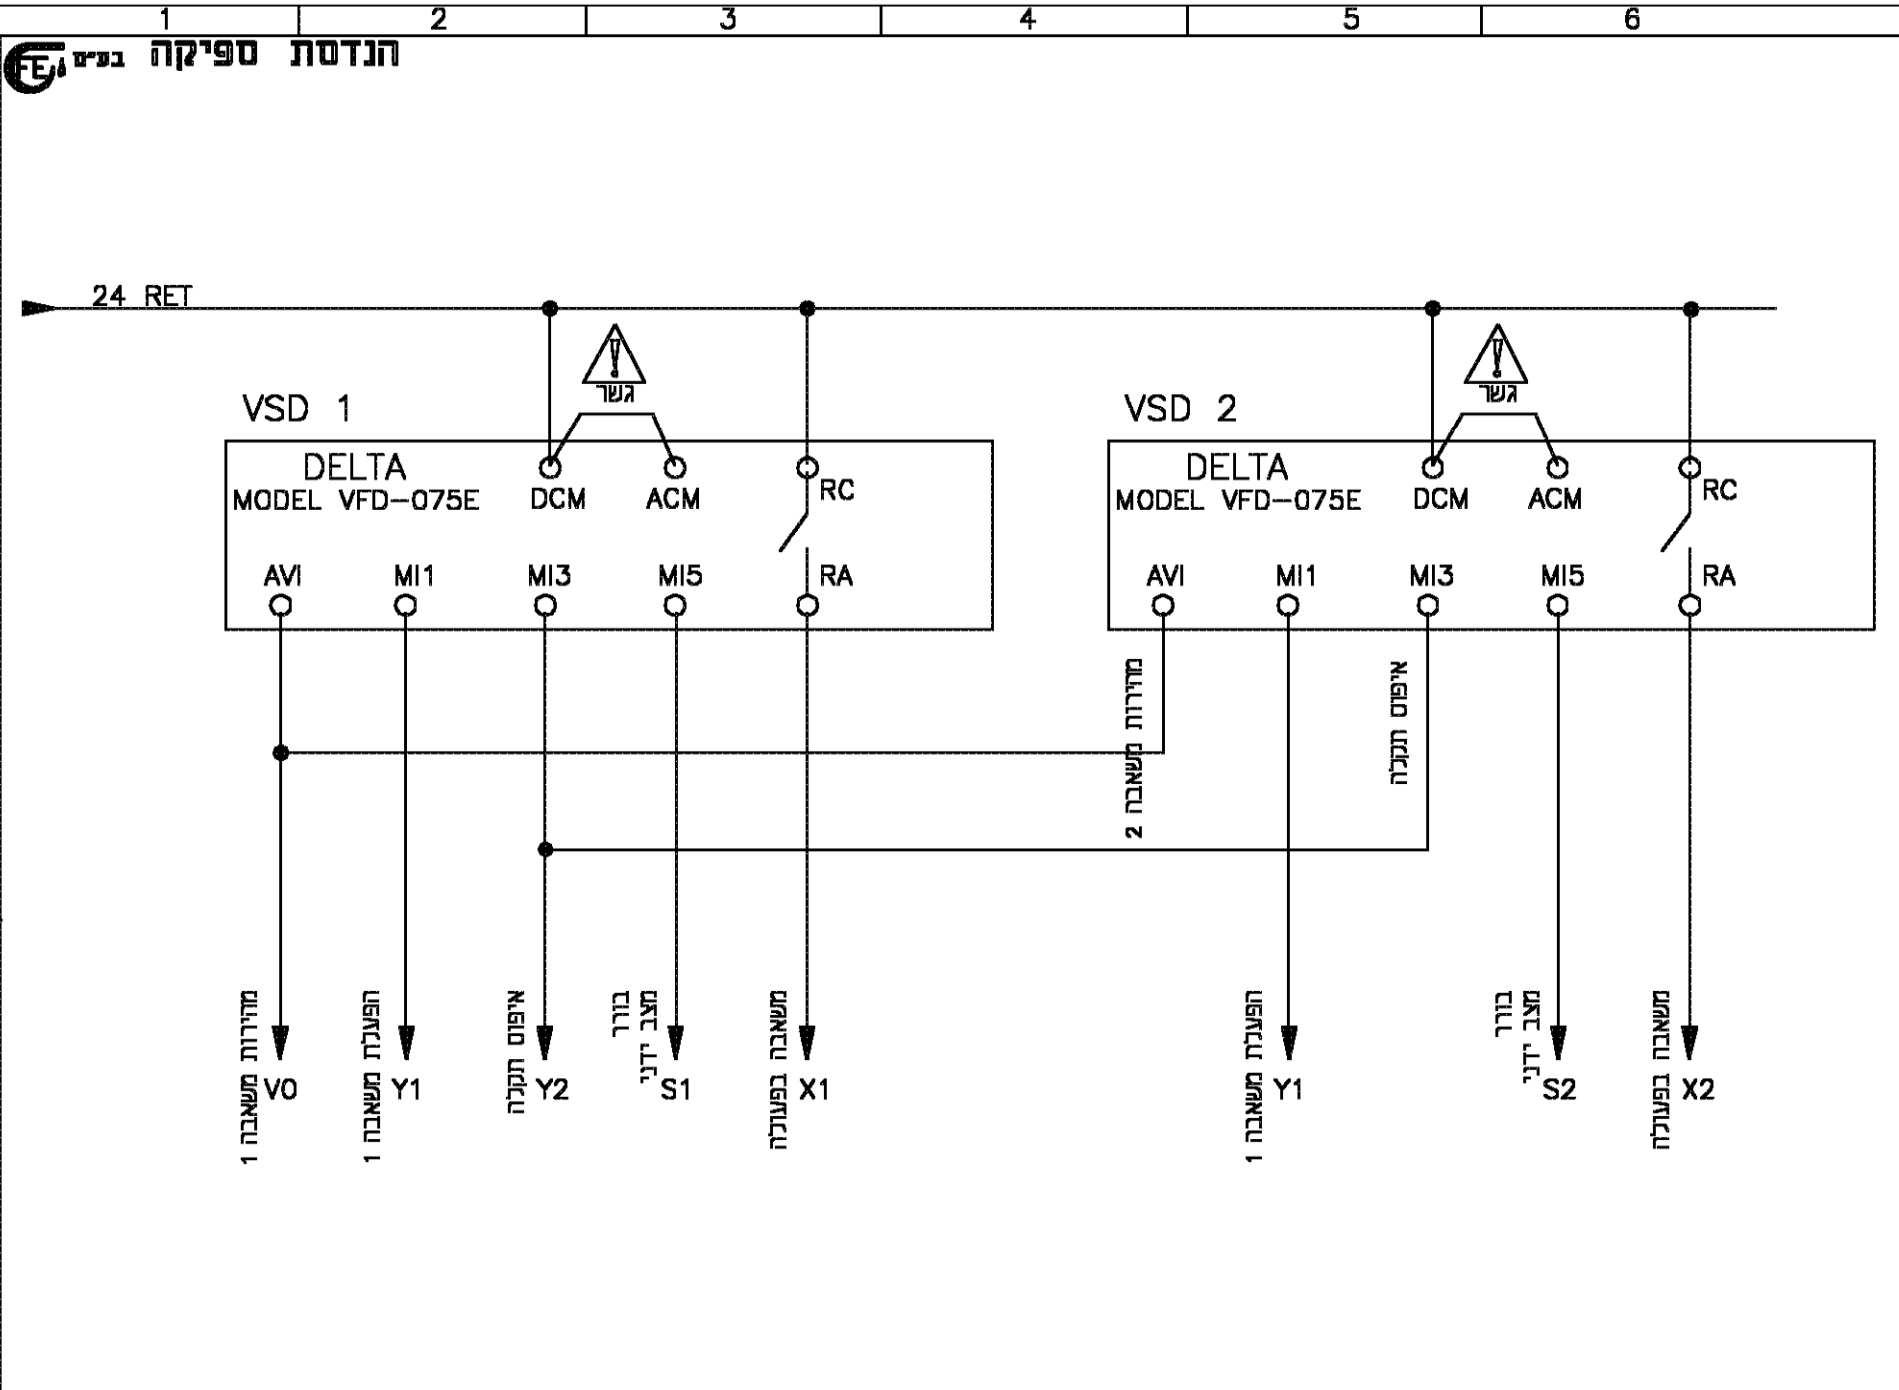 1 2 3 4 5 6
FE הנדסת ספיקה בע״מ
24 RET
גשר
גשר
VSD 1
VSD 2
DELTA
MODEL VFD-075E
DCM
ACM
RC
AVI
MI1
MI3
MI5
RA
DELTA
MODEL VFD-075E
DCM
ACM
RC
AVI
MI1
MI3
MI5
RA
מהירות משאבה 2
איפוס תקלה
מהירות משאבה 1
V0
הפעלת משאבה 1
Y1
איפוס תקלה
Y2
בורר
מצב ידני
S1
משאבה בפעולה
X1
הפעלת משאבה 1
Y1
בורר
מצב ידני
S2
משאבה בפעולה
X2